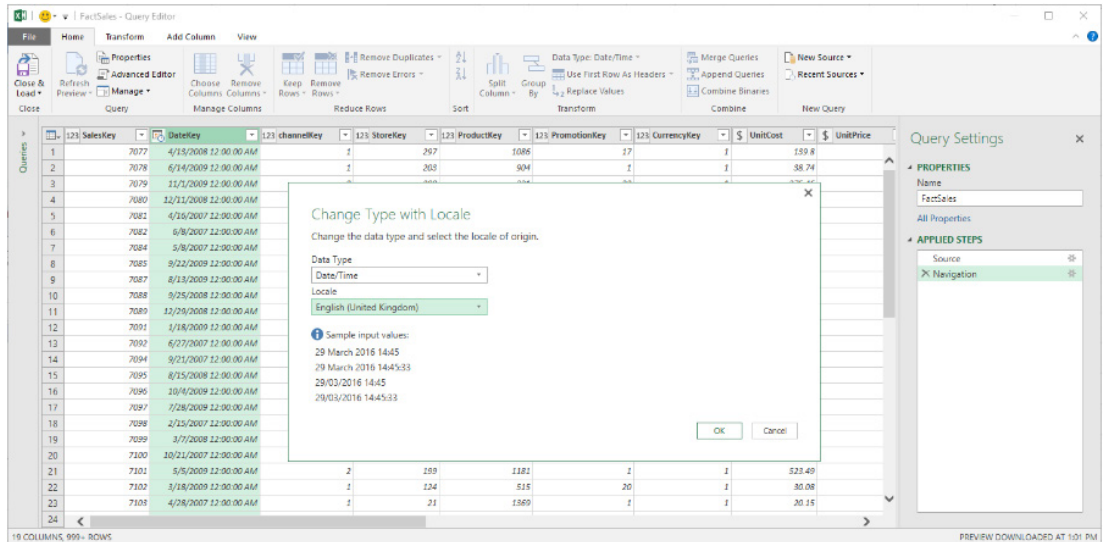 FactSales - Query Editor
File Home Transform Add Column View
Close & Load
Refresh Preview
Properties
Advanced Editor
Manage
Choose Columns
Remove Columns
Keep Rows
Remove Rows
Remove Duplicates
Remove Errors
Split Column
Group By
Data Type: Date/Time
Use First Row As Headers
Replace Values
Merge Queries
Append Queries
Combine Binaries
New Source
Recent Sources
Close Query Manage Columns Reduce Rows Sort Transform Combine New Query
Queries
123 SalesKey DateKey 123 channelKey 123 StoreKey 123 ProductKey 123 PromotionKey 123 CurrencyKey $ UnitCost $ UnitPrice
1 7077 4/13/2008 12:00:00 AM 1 297 1086 17 1 139.8
2 7078 6/14/2009 12:00:00 AM 1 203 904 1 1 38.74
3 7079 11/1/2009 12:00:00 AM
4 7080 12/11/2008 12:00:00 AM
5 7081 4/16/2007 12:00:00 AM
6 7082 6/8/2007 12:00:00 AM
7 7084 5/8/2007 12:00:00 AM
8 7085 9/22/2009 12:00:00 AM
9 7087 8/13/2009 12:00:00 AM
10 7088 9/25/2008 12:00:00 AM
11 7089 12/29/2008 12:00:00 AM
12 7091 1/18/2009 12:00:00 AM
13 7092 6/27/2007 12:00:00 AM
14 7094 9/21/2007 12:00:00 AM
15 7095 8/15/2008 12:00:00 AM
16 7096 10/4/2009 12:00:00 AM
17 7097 7/28/2009 12:00:00 AM
18 7098 2/15/2007 12:00:00 AM
19 7099 3/7/2008 12:00:00 AM
20 7100 10/21/2007 12:00:00 AM
21 7101 5/5/2009 12:00:00 AM 2 199 1181 1 1 523.49
22 7102 3/18/2009 12:00:00 AM 1 124 515 20 1 30.08
23 7103 4/28/2007 12:00:00 AM 1 21 1369 1 1 20.15
24
Change Type with Locale
Change the data type and select the locale of origin.
Data Type
Date/Time
Locale
English (United Kingdom)
Sample input values:
29 March 2016 14:45
29 March 2016 14:45:33
29/03/2016 14:45
29/03/2016 14:45:33
OK Cancel
Query Settings
PROPERTIES
Name
FactSales
All Properties
APPLIED STEPS
Source
Navigation
19 COLUMNS, 999+ ROWS
PREVIEW DOWNLOADED AT 1:01 PM